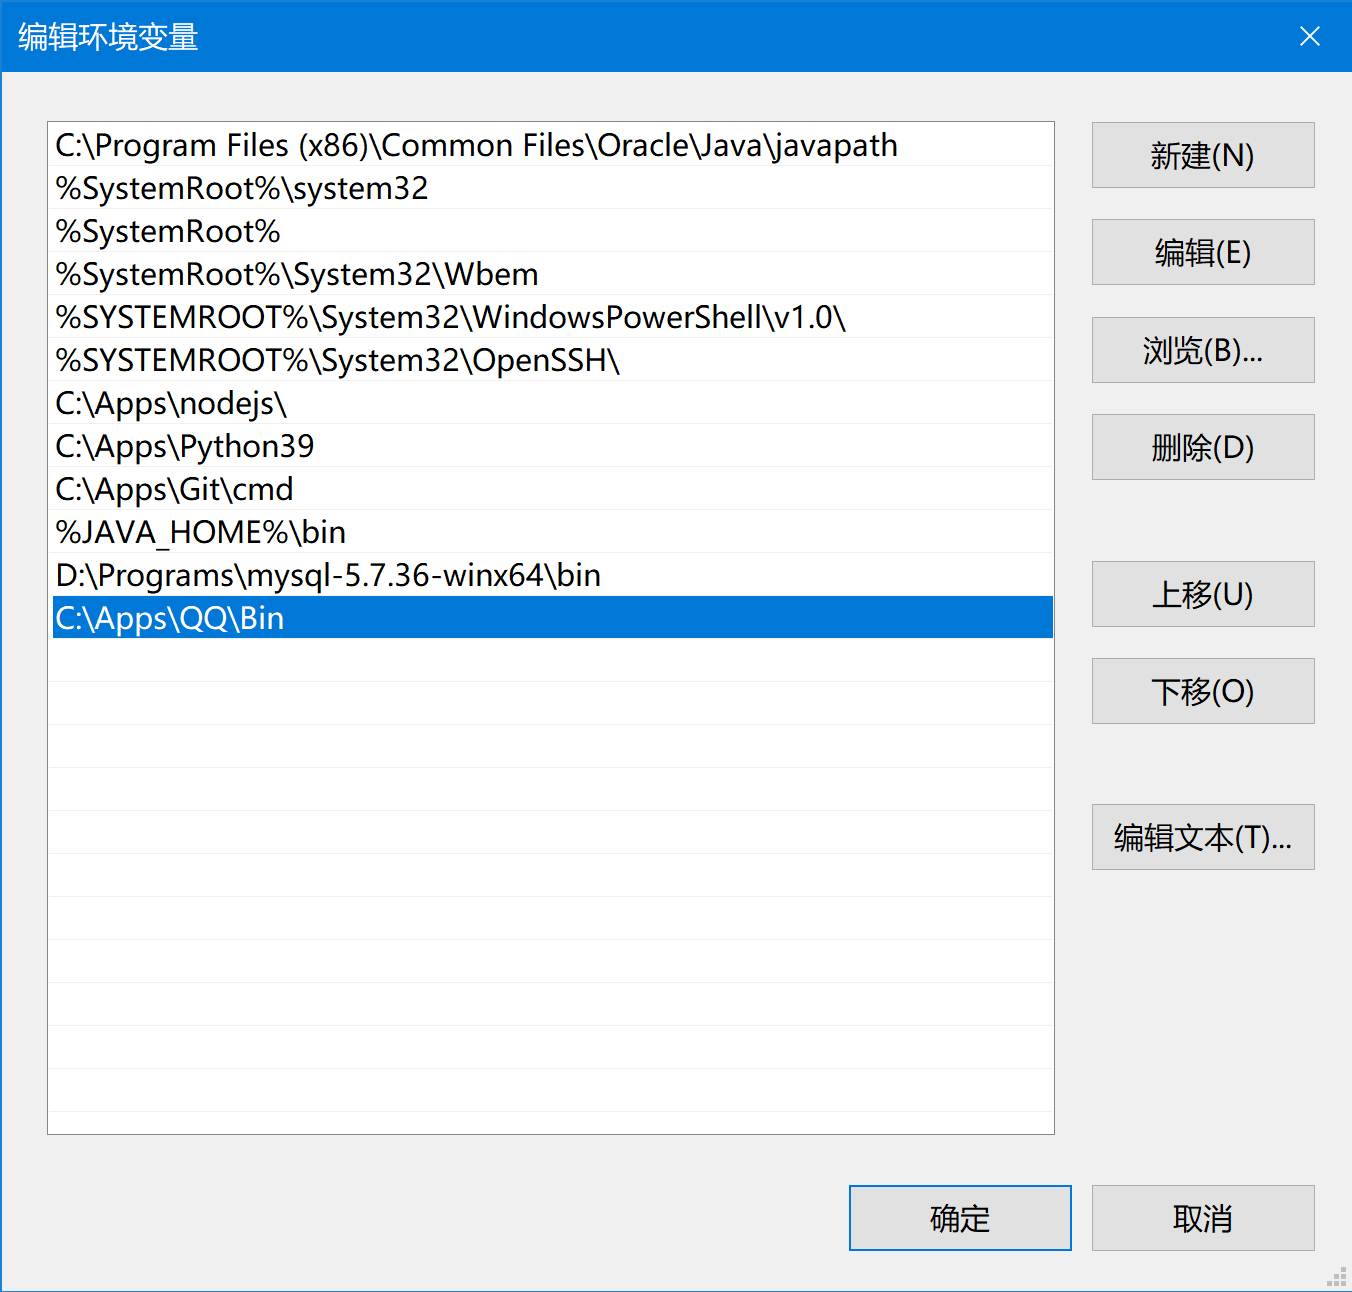 编辑环境变量
C:\Program Files (x86)\Common Files\Oracle\Java\javapath
%SystemRoot%\system32
%SystemRoot%
%SystemRoot%\System32\Wbem
%SYSTEMROOT%\System32\WindowsPowerShell\v1.0\
%SYSTEMROOT%\System32\OpenSSH\
C:\Apps\nodejs\
C:\Apps\Python39
C:\Apps\Git\cmd
%JAVA_HOME%\bin
D:\Programs\mysql-5.7.36-winx64\bin
C:\Apps\QQ\Bin
新建(N)
编辑(E)
浏览(B)...
删除(D)
上移(U)
下移(O)
编辑文本(T)...
确定
取消